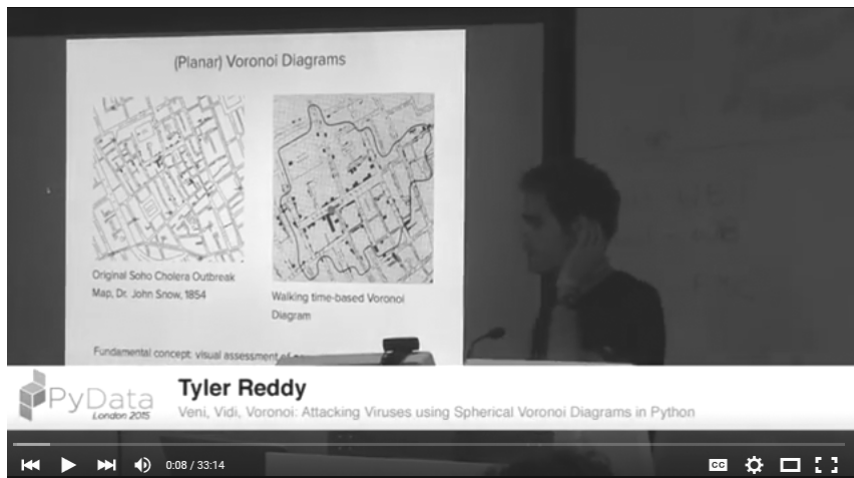 (Planar) Voronoi Diagrams
Original Soho Cholera Outbreak
Map, Dr. John Snow, 1854
Walking time-based Voronoi
Diagram
Fundamental concept: visual assessment of
PyData
London 2015
Tyler Reddy
Veni, Vidi, Voronoi: Attacking Viruses using Spherical Voronoi Diagrams in Python
0:08 / 33:14
CC